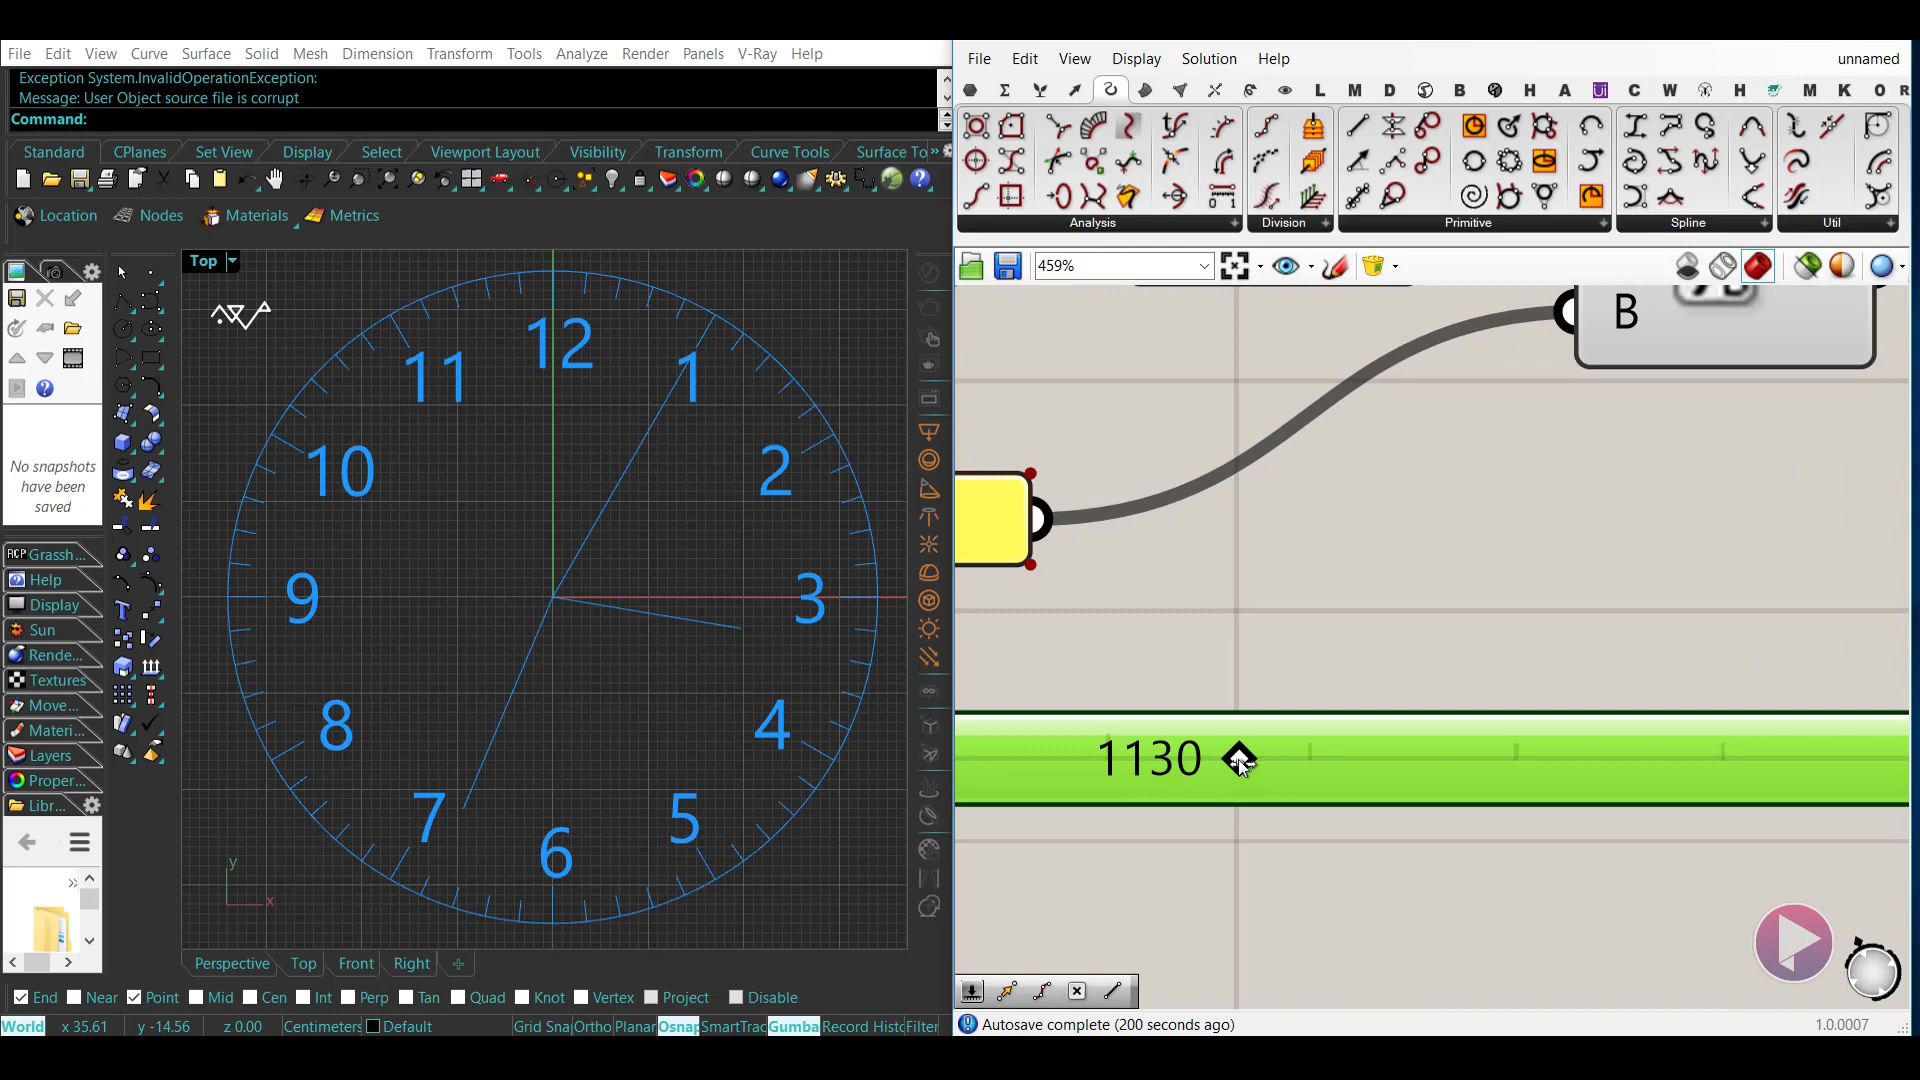 File Edit View Curve Surface Solid Mesh Dimension Transform Tools Analyze Render Panels V-Ray Help
Exception System.InvalidOperationException:
Message: User Object source file is corrupt
Command:
Standard CPlanes Set View Display Select Viewport Layout Visibility Transform Curve Tools Surface To »
Location Nodes Materials Metrics
Top
No snapshots
have been
saved
Grassh...
Help
Display
Sun
Rende...
Textures
Move...
Materi...
Layers
Proper...
Libr...
12
1
2
3
4
5
6
7
8
9
10
11
y
x
Perspective Top Front Right
End Near Point Mid Cen Int Perp Tan Quad Knot Vertex Project Disable
World x 35.61 y -14.56 z 0.00 Centimeters Default Grid Sna Ortho Planar Osnap SmartTrac Gumba Record Histo Filter
File Edit View Display Solution Help unnamed
L M D B H A C W H M K O R
Analysis Division Primitive Spline Util
459%
B
1130
Autosave complete (200 seconds ago) 1.0.0007